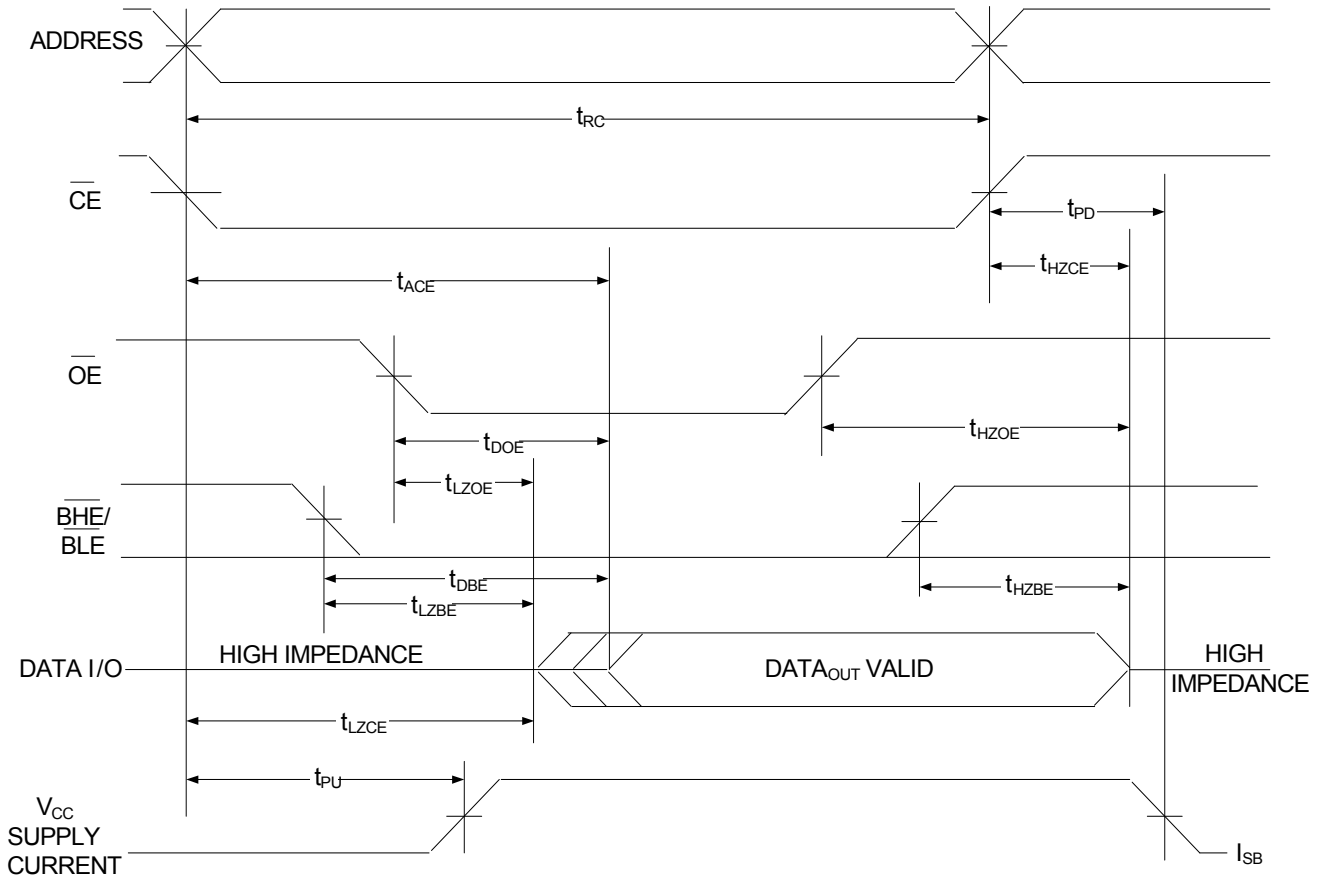 ADDRESS
tRC
CE
tPD
tHZCE
tACE
OE
tHZOE
tDOE
tLZOE
BHE/
BLE
tDBE
tHZBE
tLZBE
DATA I/O
HIGH IMPEDANCE
DATAOUT VALID
HIGH
IMPEDANCE
tLZCE
tPU
VCC
SUPPLY
CURRENT
ISB